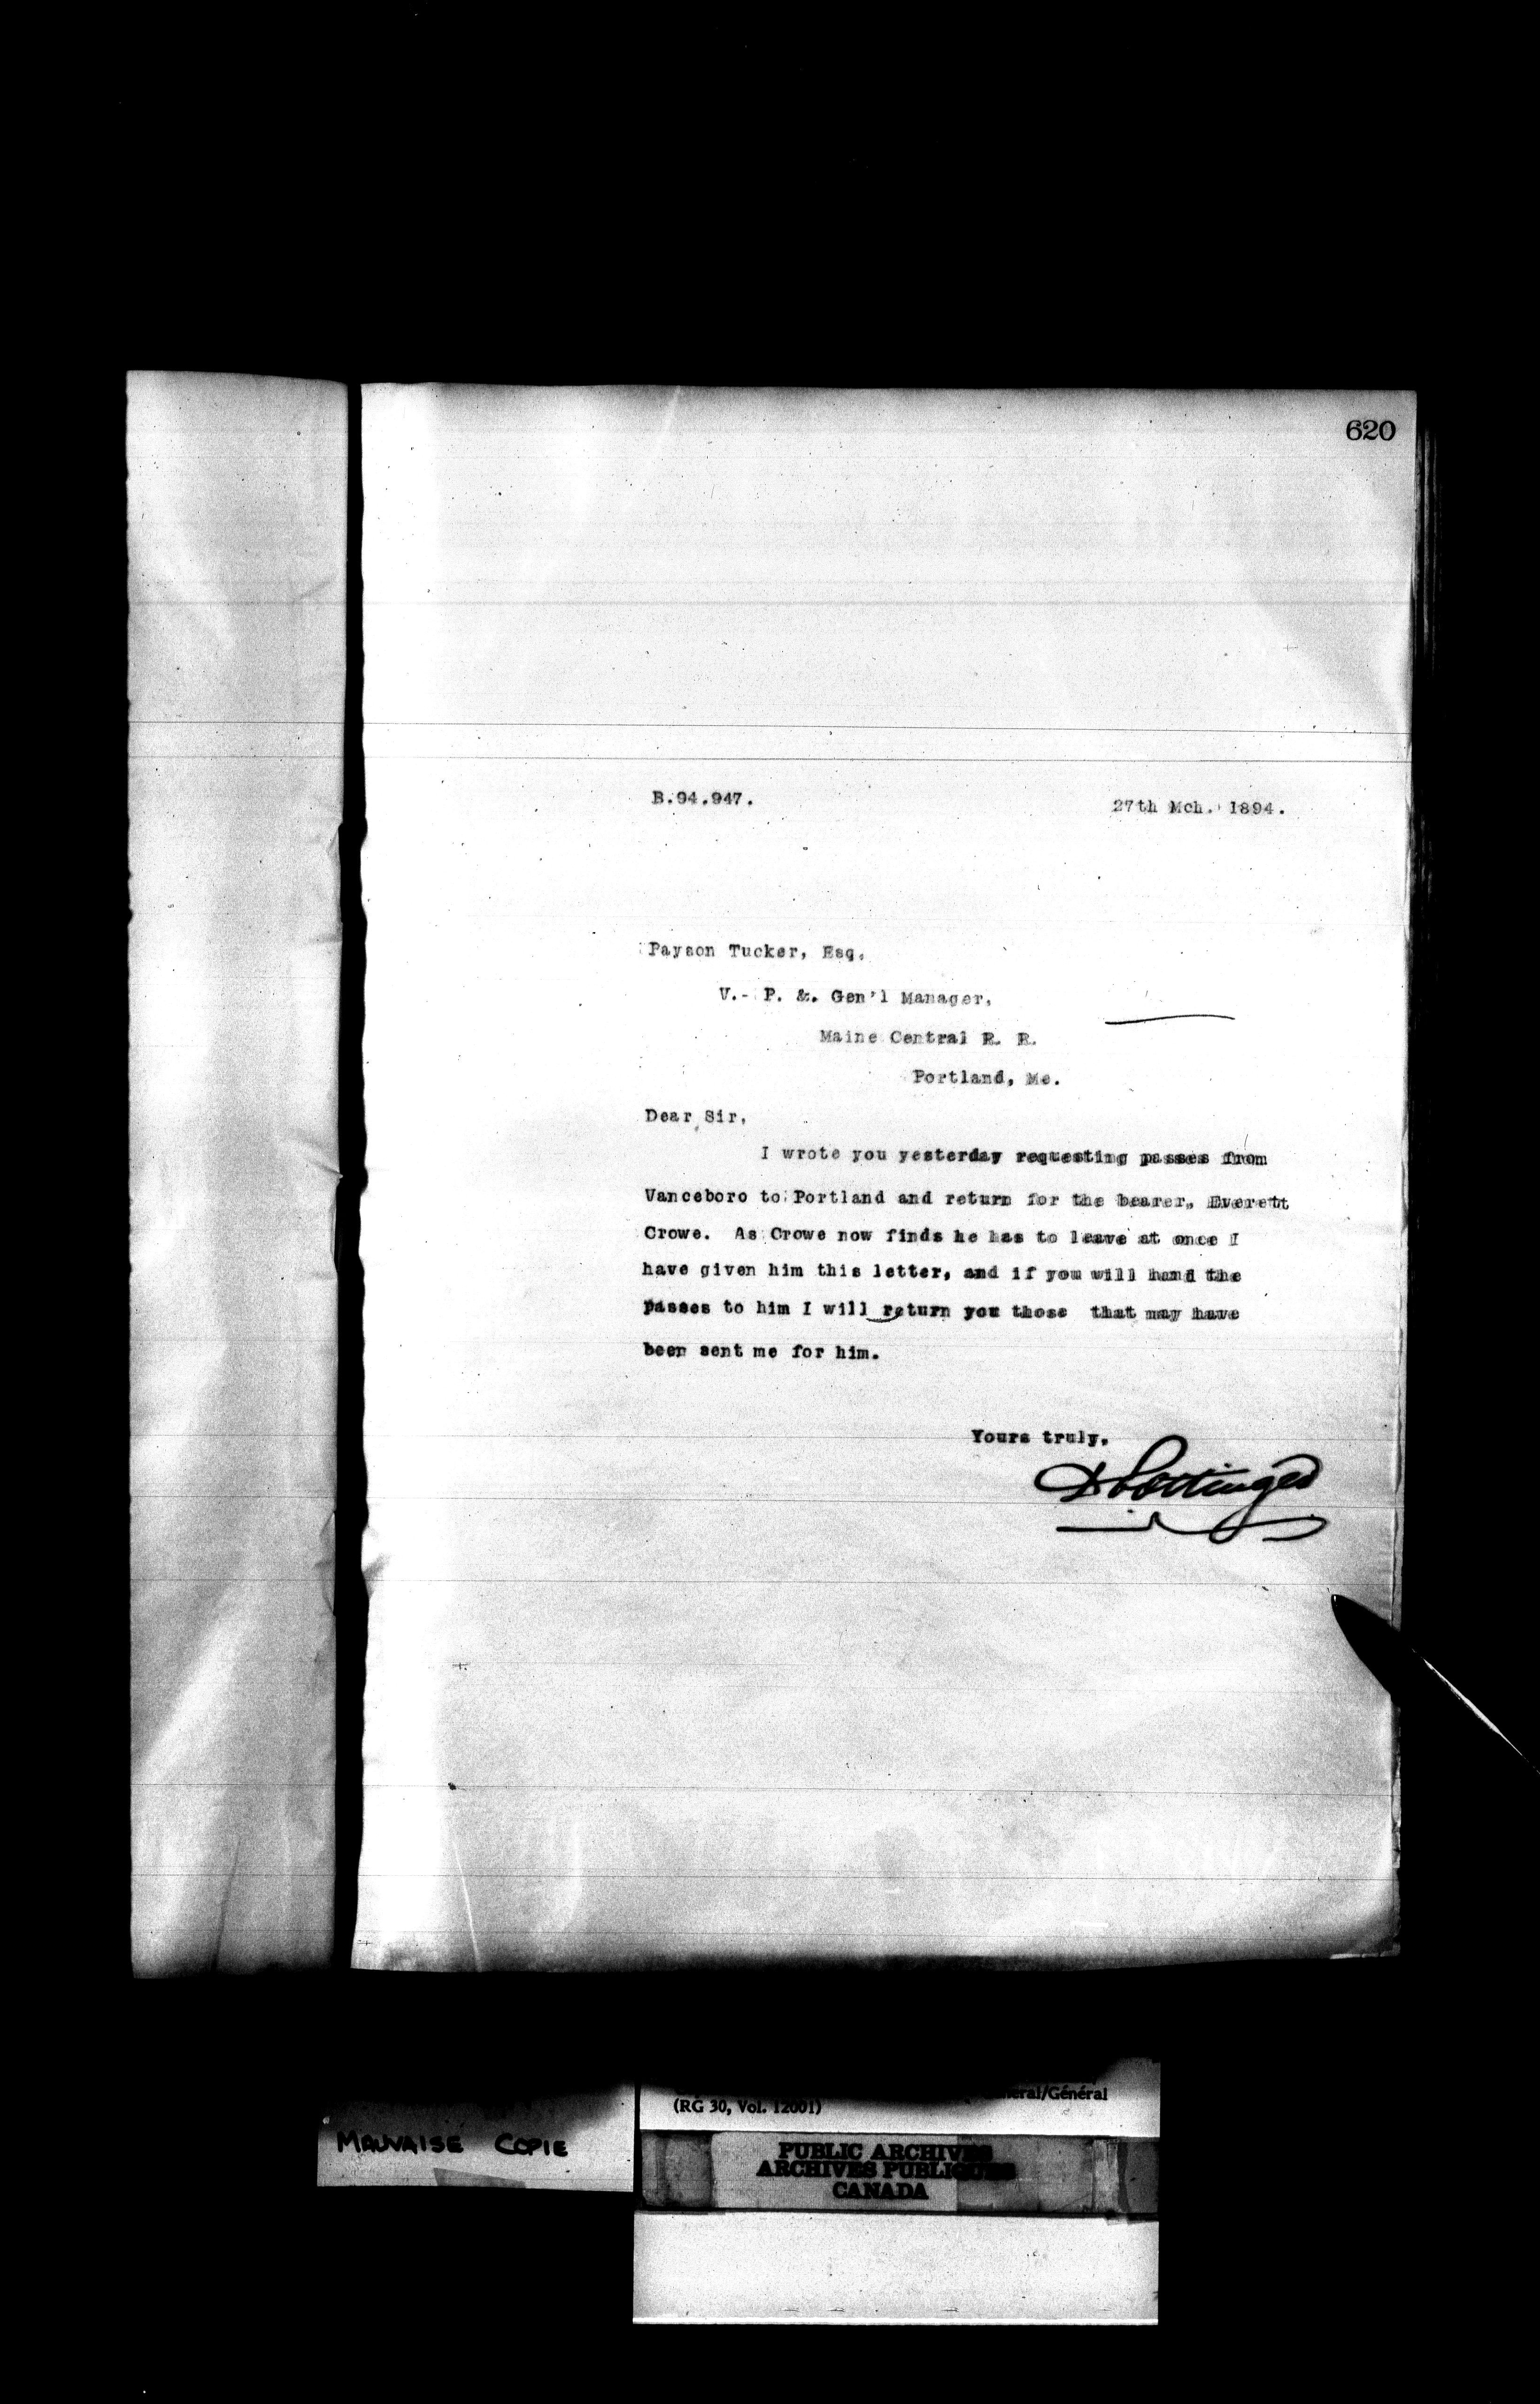 620
B.94.947. 27th Mch. 1894.
Payson Tucker, Esq.
V.- P. &. Gen'l Manager,
Maine Central R. R.
Portland, Me.
Dear Sir,
I wrote you yesterday requesting passes from
Vanceboro to Portland and return for the bearer, Everett
Crowe. As Crowe now finds he has to leave at once I
have given him this letter, and if you will hand the
passes to him I will return you those that may have
been sent me for him.
Yours truly,
D Pottinger
/Général
(RG 30, Vol. 12001)
MAUVAISE COPIE
PUBLIC ARCHIVES
ARCHIVES PUBLIQUES
CANADA